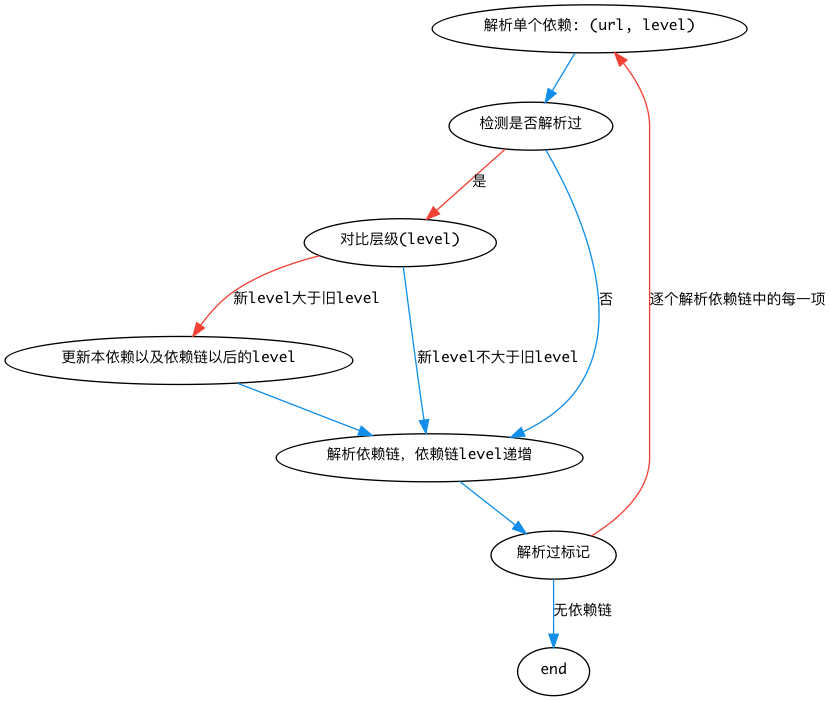 解析单个依赖: (url, level)
检测是否解析过
是
对比层级(level)
新level大于旧level
否
逐个解析依赖链中的每一项
更新本依赖以及依赖链以后的level
新level不大于旧level
解析依赖链, 依赖链level递增
解析过标记
无依赖链
end